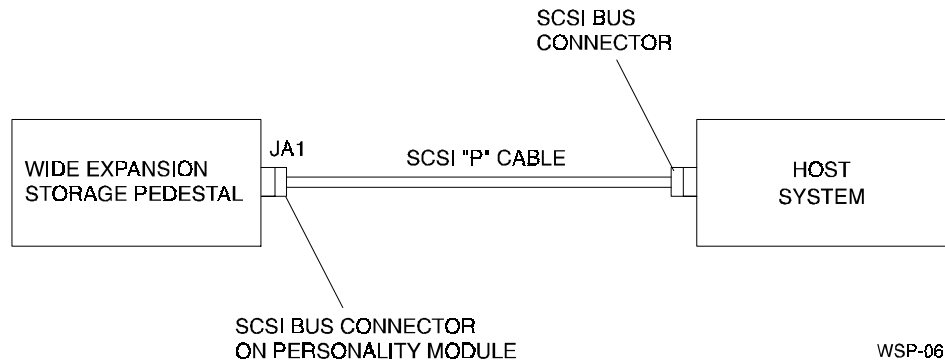 SCSI BUS
CONNECTOR
JA1
SCSI "P" CABLE
WIDE EXPANSION
STORAGE PEDESTAL
HOST
SYSTEM
SCSI BUS CONNECTOR
ON PERSONALITY MODULE
WSP-06